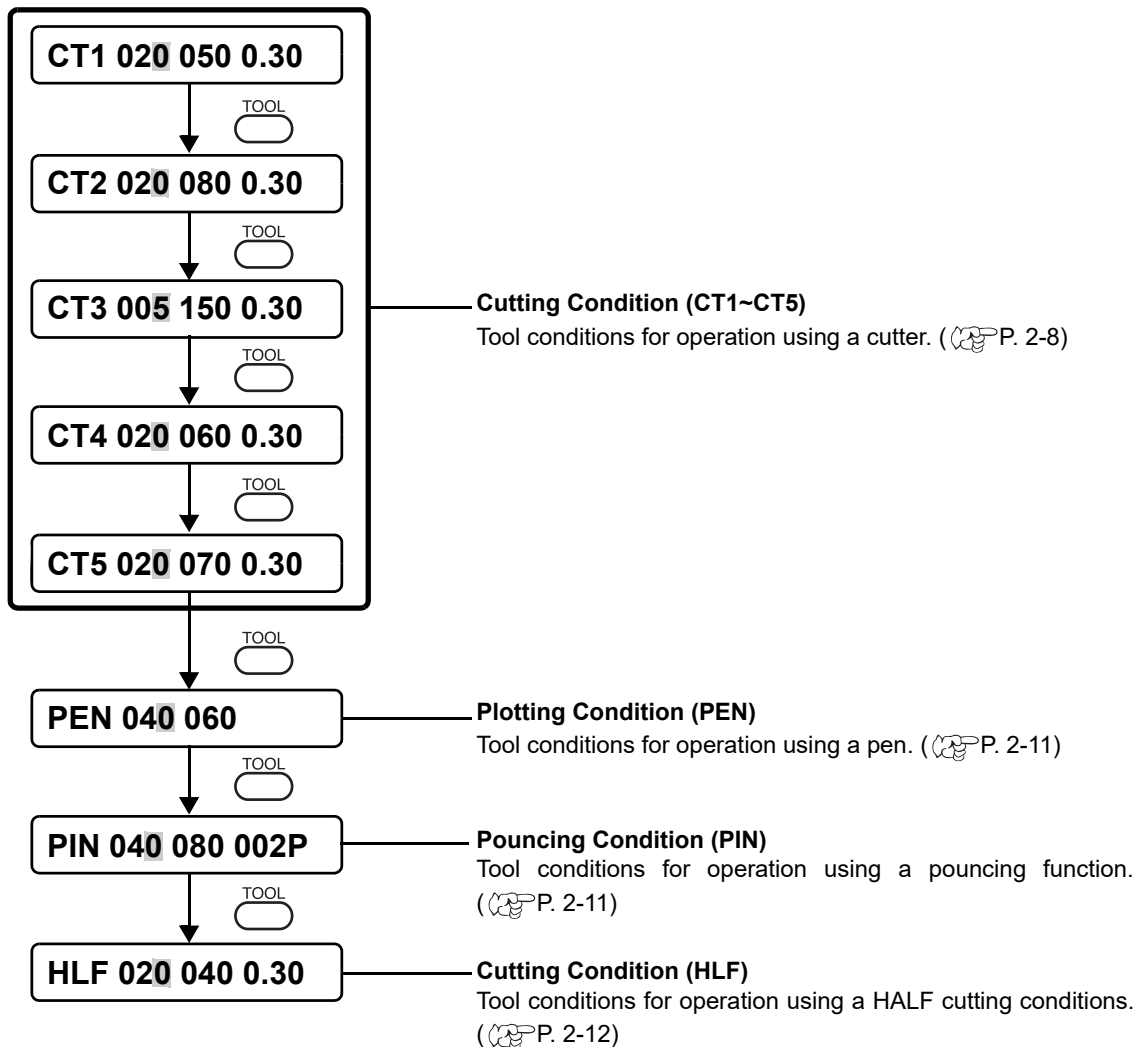 CT1 020 050 0.30
TOOL
CT2 020 080 0.30
TOOL
CT3 005 150 0.30
Cutting Condition (CT1~CT5)
Tool conditions for operation using a cutter. ( P. 2-8)
TOOL
CT4 020 060 0.30
TOOL
CT5 020 070 0.30
TOOL
PEN 040 060
Plotting Condition (PEN)
Tool conditions for operation using a pen. ( P. 2-11)
TOOL
PIN 040 080 002P
Pouncing Condition (PIN)
Tool conditions for operation using a pouncing function.
( P. 2-11)
TOOL
HLF 020 040 0.30
Cutting Condition (HLF)
Tool conditions for operation using a HALF cutting conditions.
( P. 2-12)